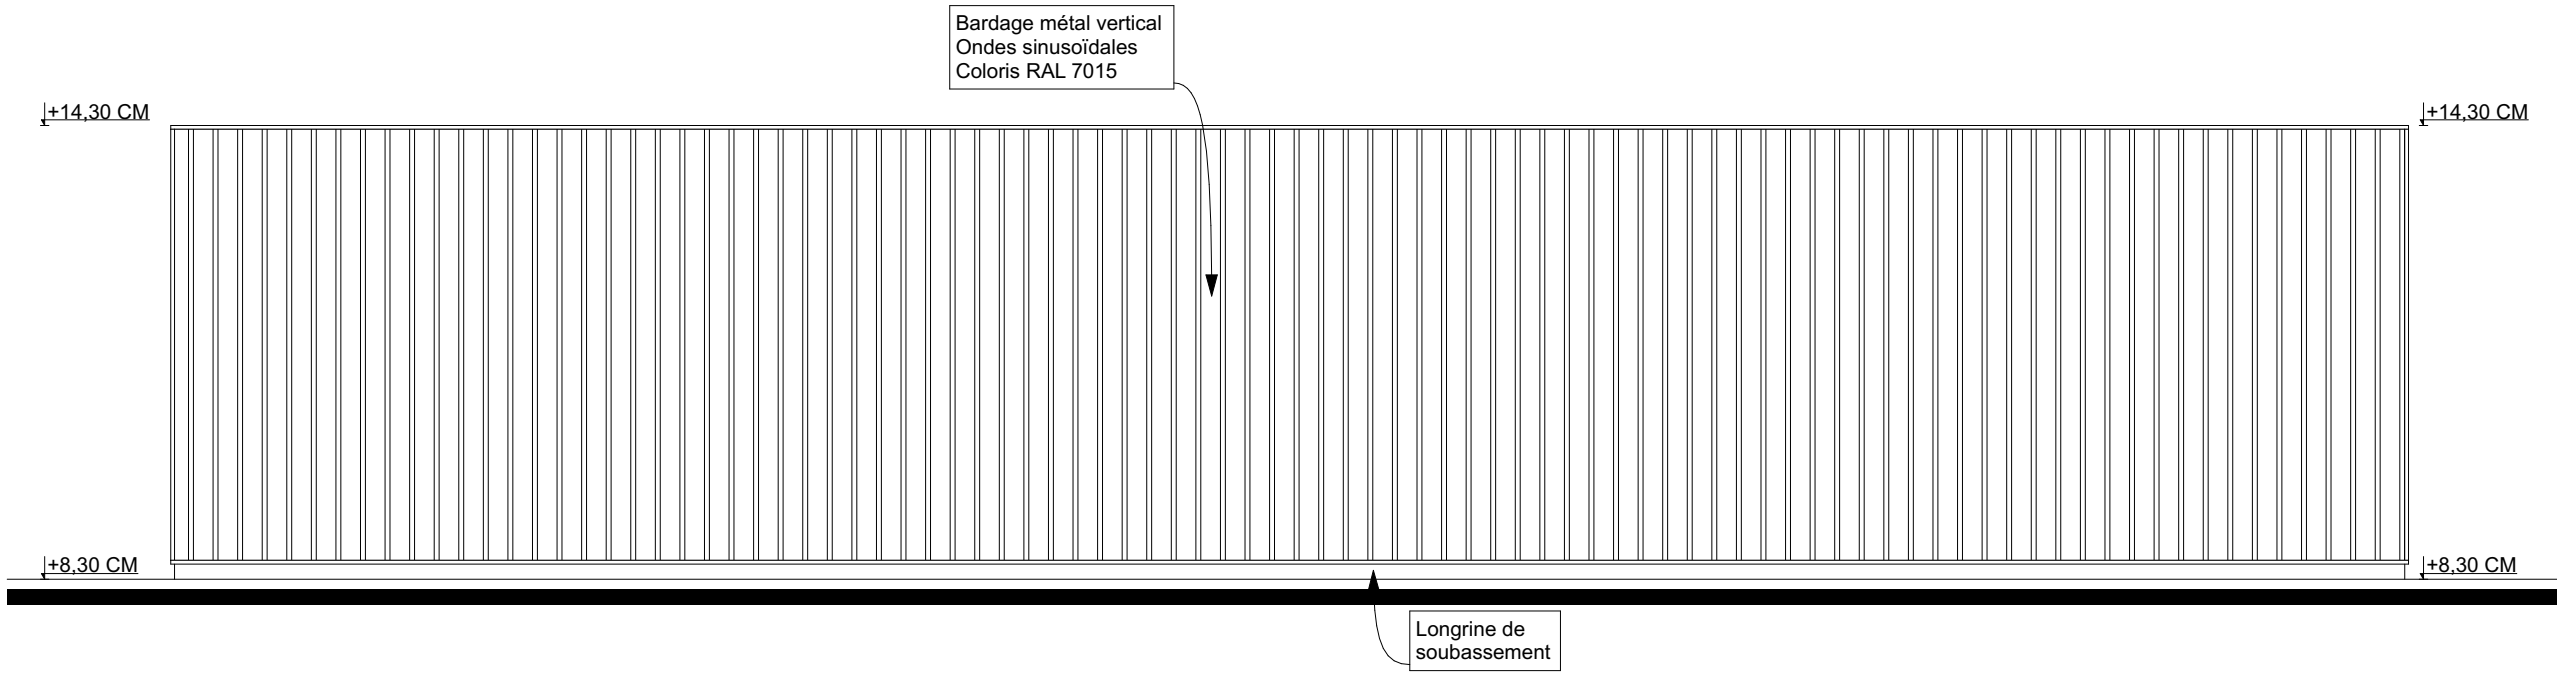 Bardage métal vertical
Ondes sinusoïdales
Coloris RAL 7015
+14,30 CM
+14,30 CM
+8,30 CM
+8,30 CM
Longrine de
soubassement